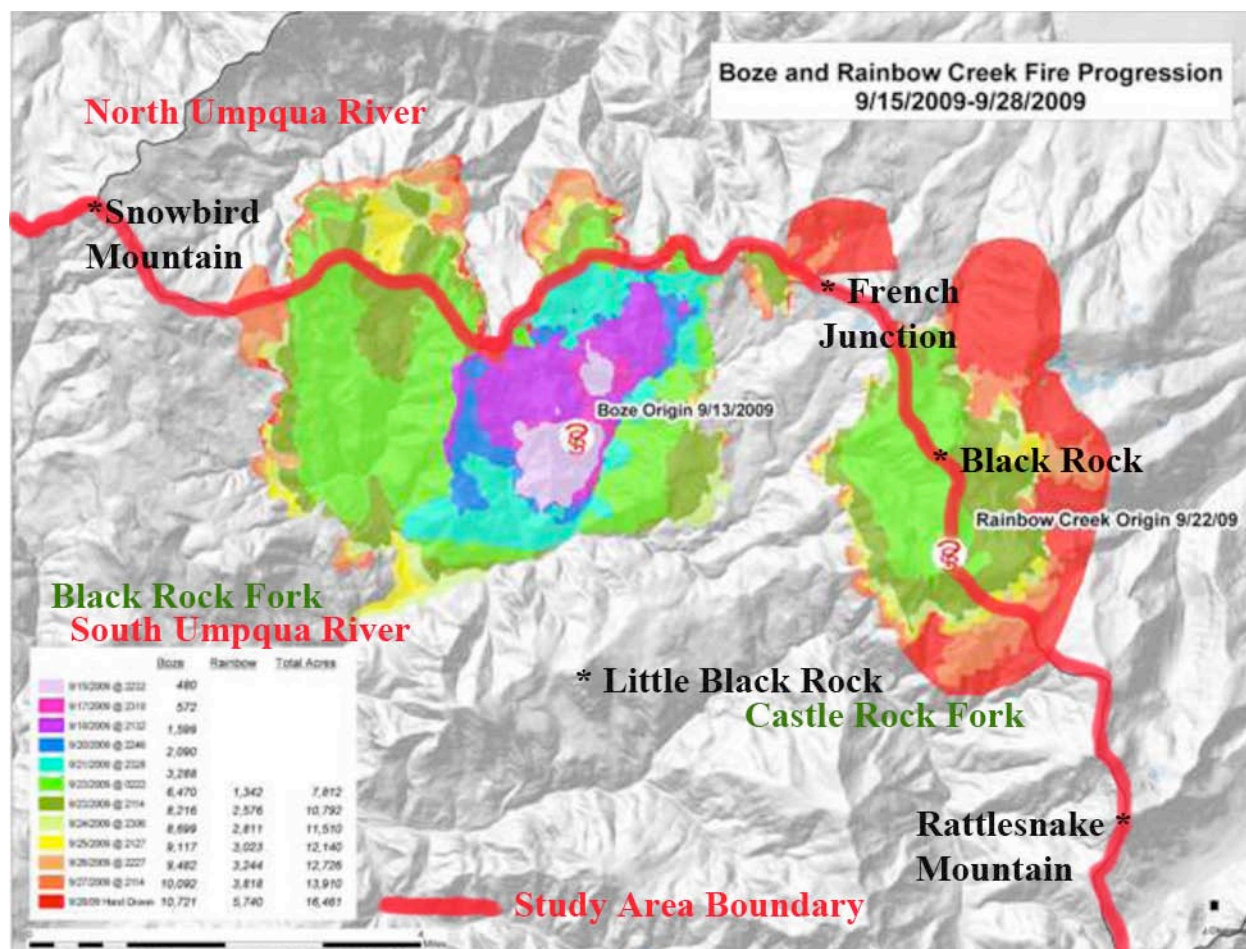 Boze and Rainbow Creek Fire Progression
9/15/2009-9/28/2009
North Umpqua River
*Snowbird
Mountain
* French
Junction
Boze Origin 9/13/2009
* Black Rock
Rainbow Creek Origin 9/22/09
Black Rock Fork
South Umpqua River
* Little Black Rock
Castle Rock Fork
Rattlesnake *
Mountain
Study Area Boundary
Boze Rainbow Total Acres
480
572
1,599
2,090
3,288
6,470 1,342 7,812
8,216 2,576 10,792
8,699 2,811 11,510
9,117 3,023 12,140
9,482 3,244 12,726
10,092 3,818 13,910
10,721 5,740 16,461
Miles